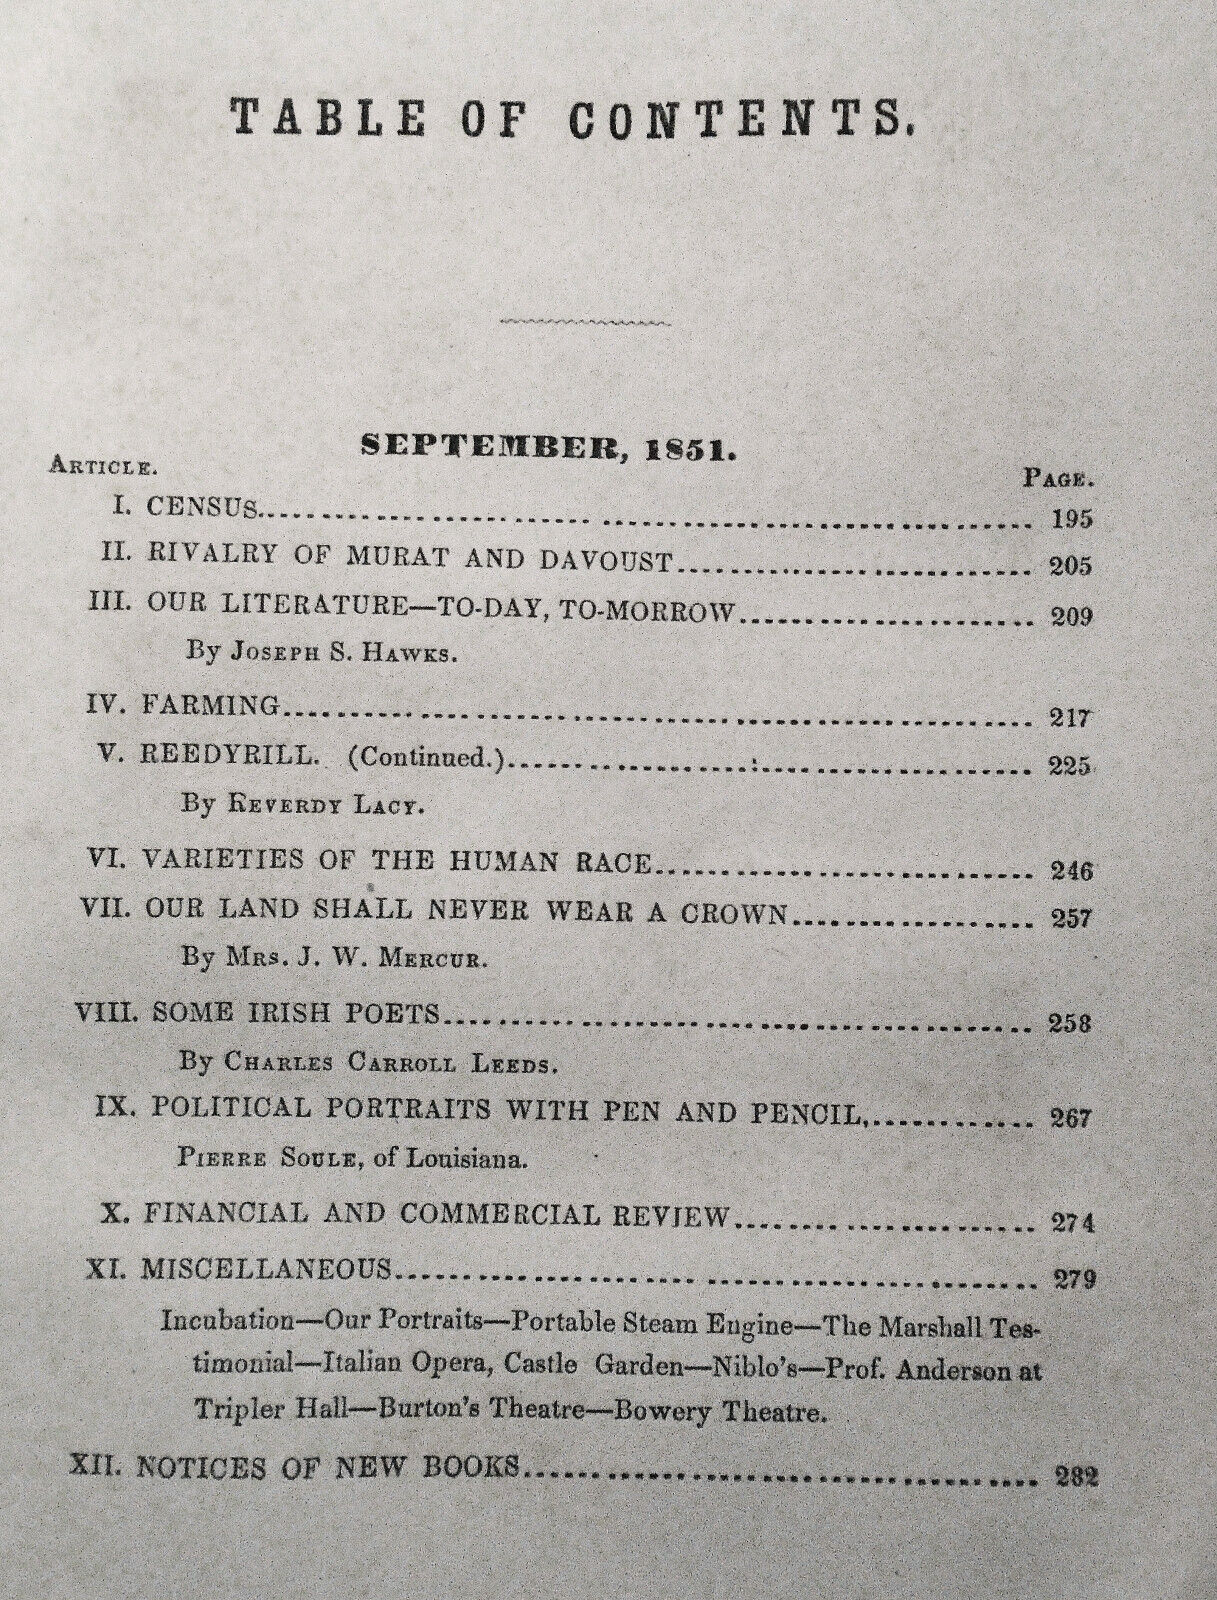 TABLE OF CONTENTS.
SEPTEMBER, 1851.
ARTICLE. PAGE.
I. CENSUS........................................ 195
II. RIVALRY OF MURAT AND DAVOUST........................ 205
III. OUR LITERATURE—TO-DAY, TO-MORROW.................... 209
By JOSEPH S. HAWKS.
IV. FARMING........................................ 217
V. REEDYRILL. (Continued.)............................ 225
By REVERDY LACY.
VI. VARIETIES OF THE HUMAN RACE........................ 246
VII. OUR LAND SHALL NEVER WEAR A CROWN................ 257
By MRS. J. W. MERCUR.
VIII. SOME IRISH POETS................................ 258
By CHARLES CARROLL LEEDS.
IX. POLITICAL PORTRAITS WITH PEN AND PENCIL,............ 267
PIERRE SOULE, of Louisiana.
X. FINANCIAL AND COMMERCIAL REVIEW.................... 274
XI. MISCELLANEOUS.................................... 279
Incubation—Our Portraits—Portable Steam Engine—The Marshall Tes-
timonial—Italian Opera, Castle Garden—Niblo's—Prof. Anderson at
Tripler Hall—Burton's Theatre—Bowery Theatre.
XII. NOTICES OF NEW BOOKS............................ 282